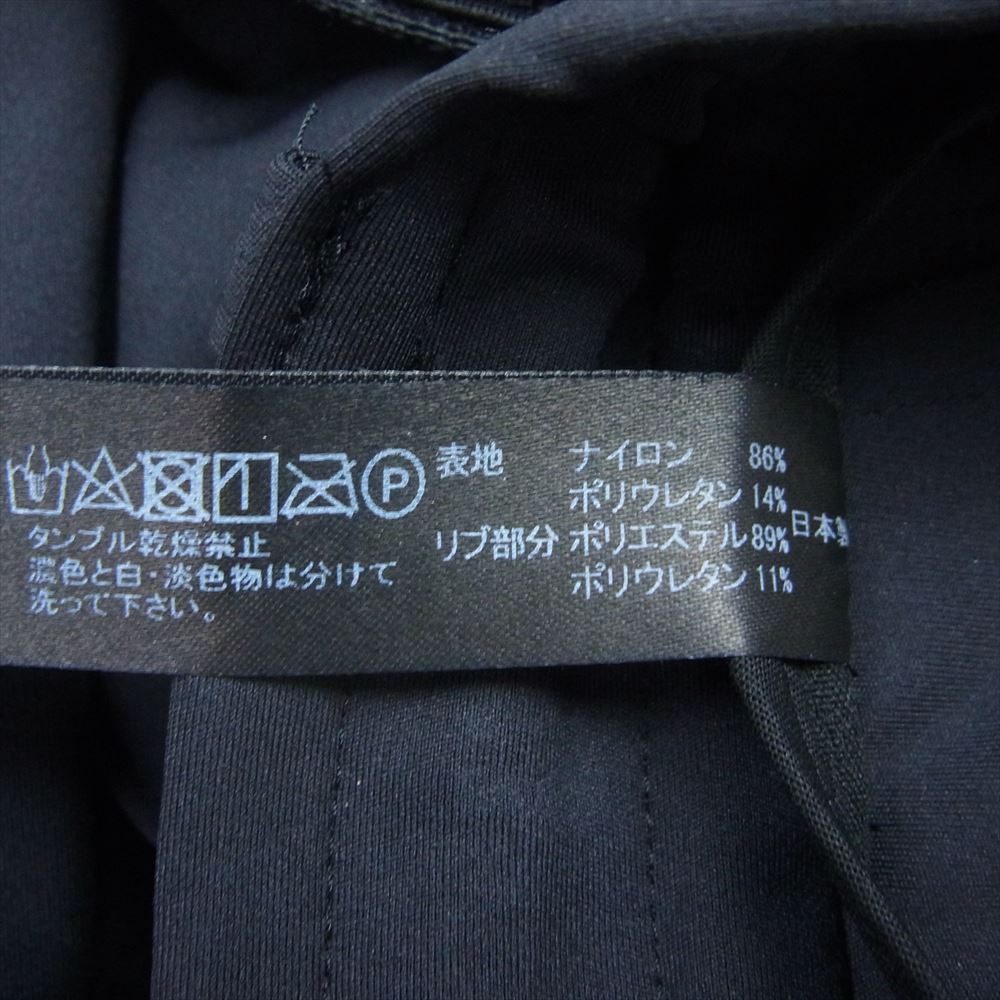 P
タンブル乾燥禁止
濃色と白・淡色物は分けて
洗って下さい。
表地 ナイロン 86%
ポリウレタン 14%
リブ部分 ポリエステル 89%
ポリウレタン 11%
日本製